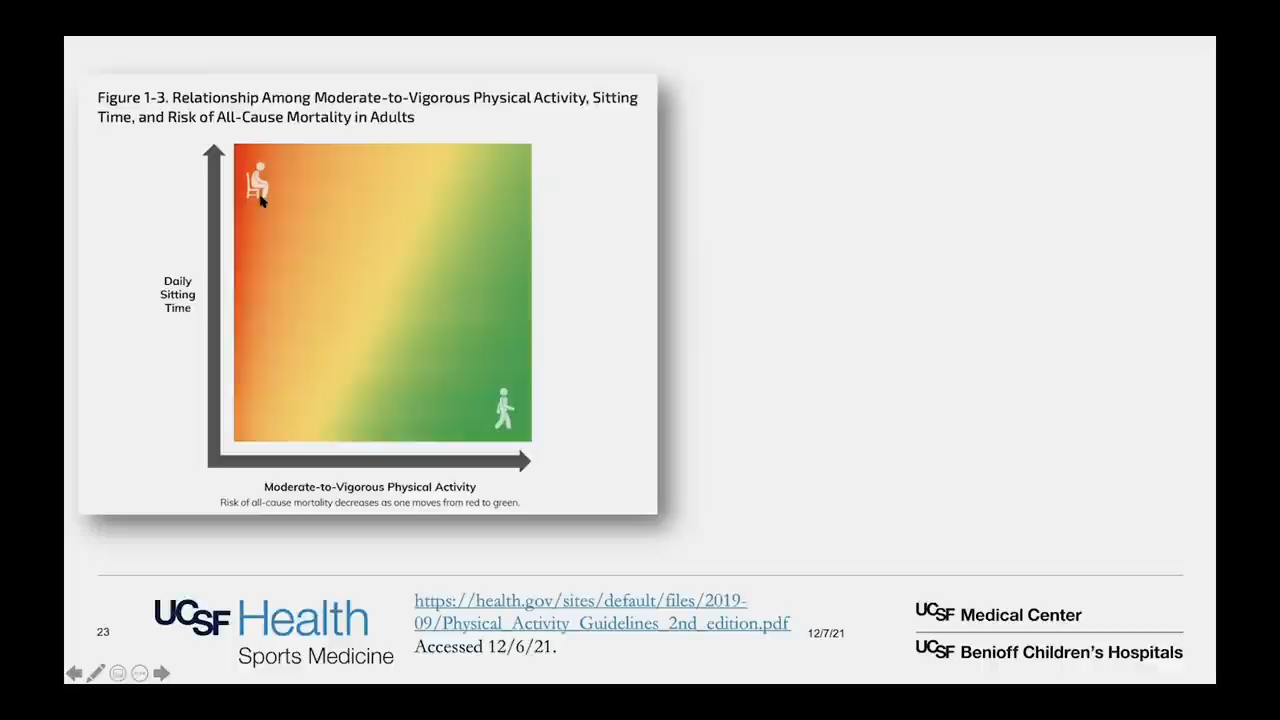 Figure 1-3. Relationship Among Moderate-to-Vigorous Physical Activity, Sitting
Time, and Risk of All-Cause Mortality in Adults
Daily
Sitting
Time
Moderate-to-Vigorous Physical Activity
Risk of all-cause mortality decreases as one moves from red to green.
23
UCSF Health
Sports Medicine
https://health.gov/sites/default/files/2019-
09/Physical_Activity_Guidelines_2nd_edition.pdf
Accessed 12/6/21.
12/7/21
UCSF Medical Center
UCSF Benioff Children's Hospitals